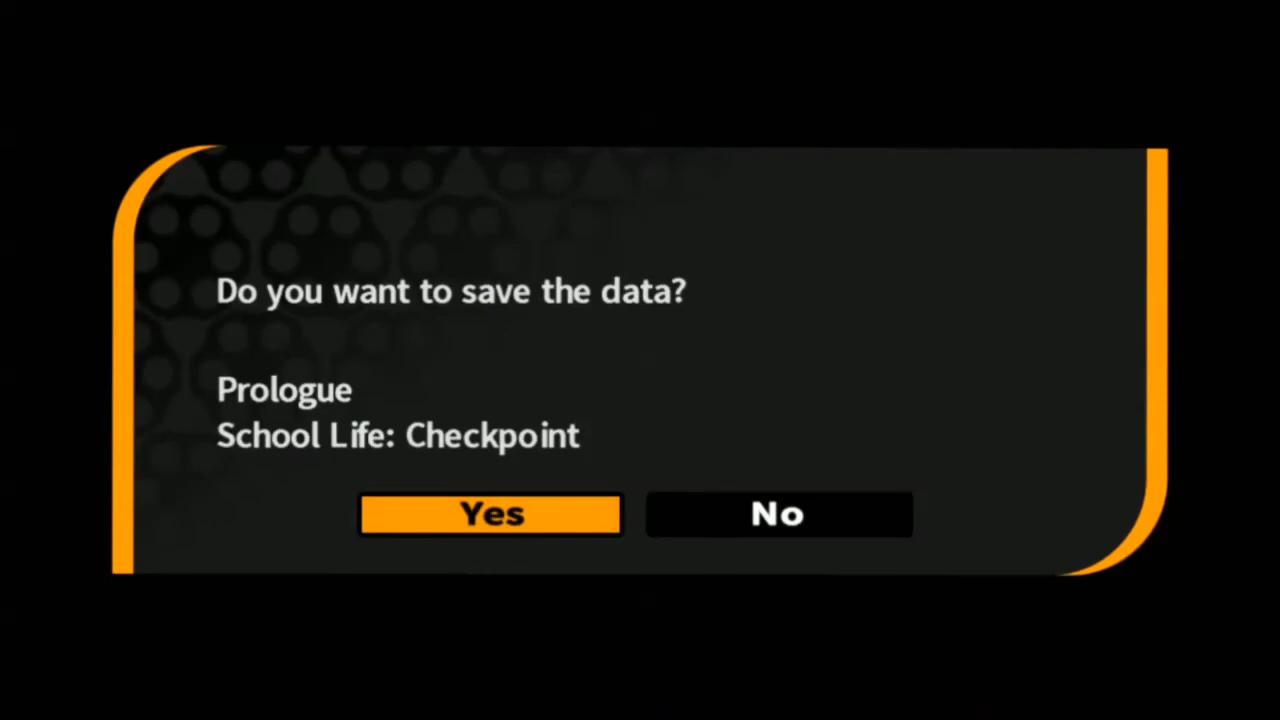 Do you want to save the data?
Prologue
School Life: Checkpoint
Yes
No